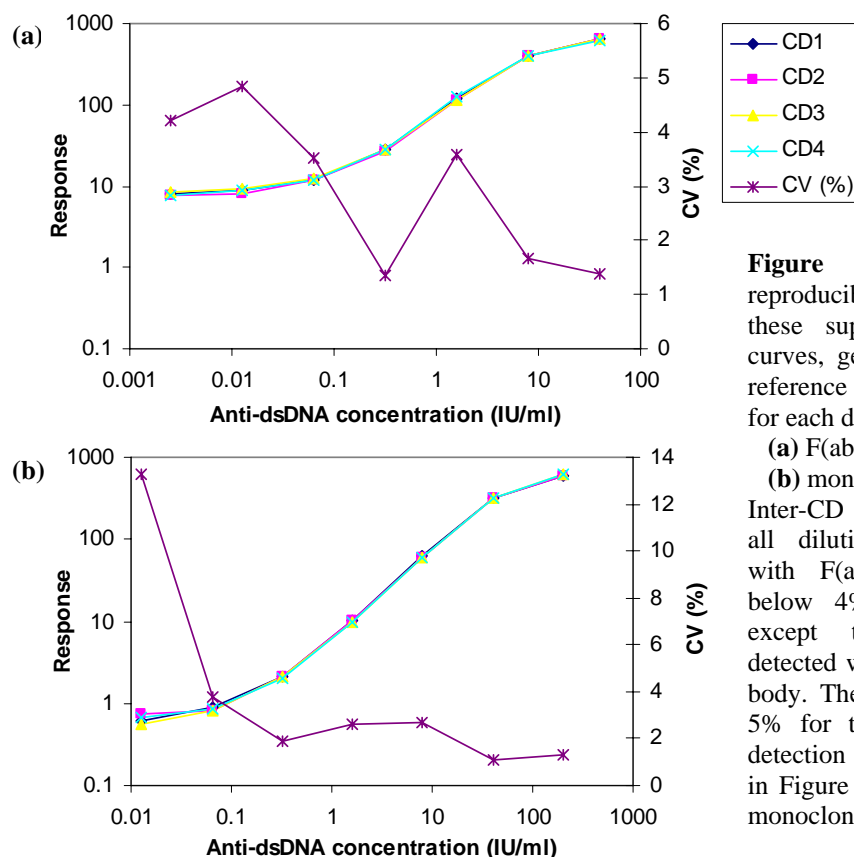 (a)
1000
100
10
1
0.1
Response
6
5
4
3
2
1
0
CV (%)
0.001
0.01
0.1
1
10
100
Anti-dsDNA concentration (IU/ml)
CD1
CD2
CD3
CD4
CV (%)
(b)
1000
100
10
1
0.1
Response
14
12
10
8
6
4
2
0
CV (%)
0.01
0.1
1
10
100
1000
Anti-dsDNA concentration (IU/ml)
Figure
reproducib
these sup
curves, ge
reference
for each d
(a) F(ab
(b) mon
Inter-CD
all diluti
with F(a
below 4%
except t
detected w
body. The
5% for t
detection
in Figure
monoclon